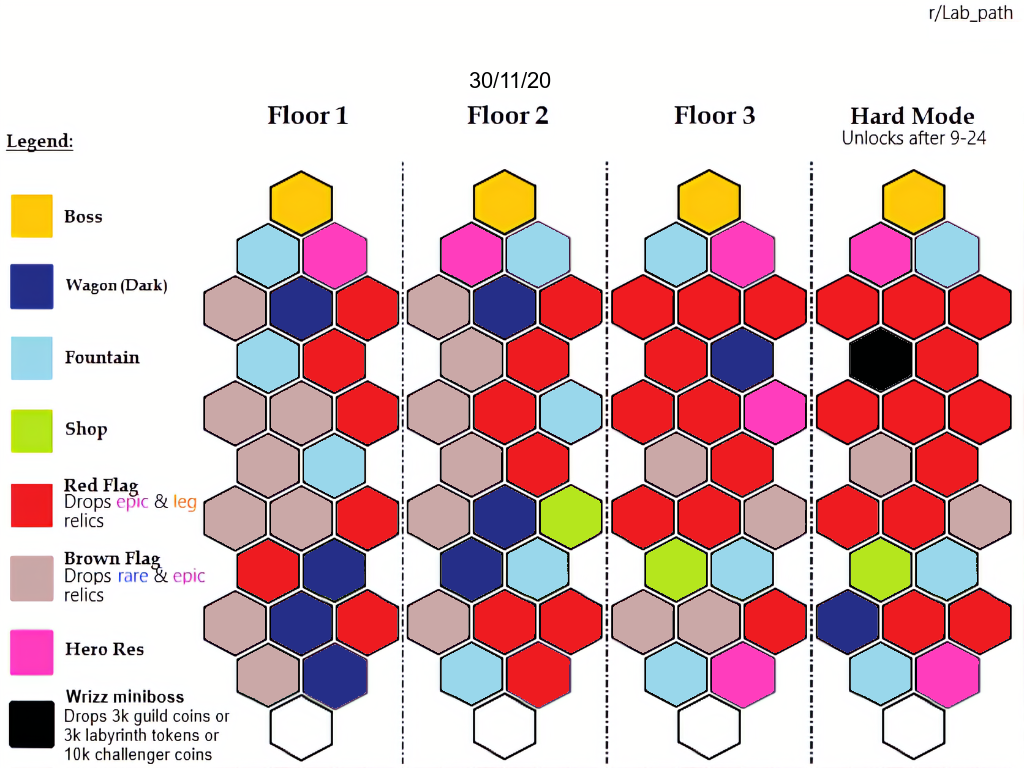 r/Lab_path
30/11/20
Floor 1
Floor 2
Floor 3
Hard Mode
Unlocks after 9-24
Legend:
Boss
Wagon (Dark)
Fountain
Shop
Red Flag
Drops epic & leg
relics
Brown Flag
Drops rare & epic
relics
Hero Res
Wrizz miniboss
Drops 3k guild coins or
3k labyrinth tokens or
10k challenger coins